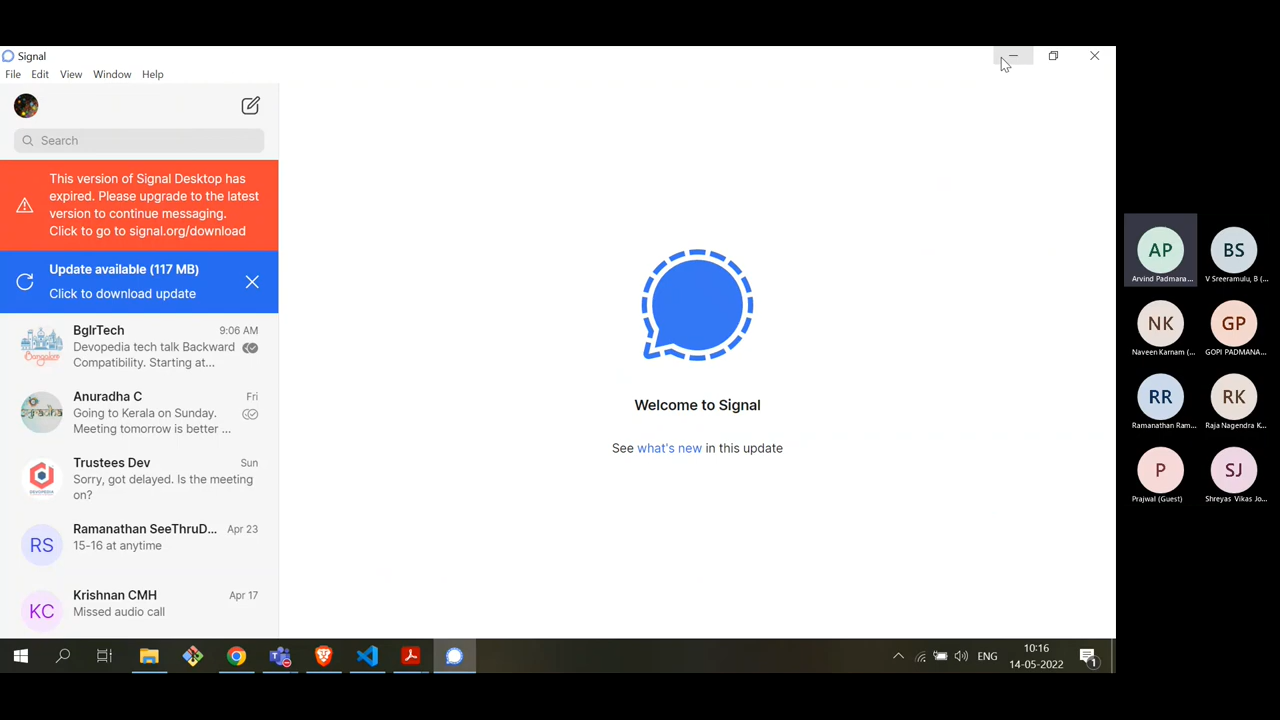 Signal
File Edit View Window Help
Search
This version of Signal Desktop has
expired. Please upgrade to the latest
version to continue messaging.
Click to go to signal.org/download
Update available (117 MB)
Click to download update
BglrTech 9:06 AM
Devopedia tech talk Backward
Compatibility. Starting at...
Anuradha C Fri
Going to Kerala on Sunday.
Meeting tomorrow is better ...
Trustees Dev Sun
Sorry, got delayed. Is the meeting
on?
RS
Ramanathan SeeThruD... Apr 23
15-16 at anytime
KC
Krishnan CMH Apr 17
Missed audio call
Welcome to Signal
See what's new in this update
ENG
10:16
14-05-2022
1
AP BS
Arvind Padmana... V Sreeramulu, B (...
NK GP
Naveen Karnam (... GOPI PADMANA...
RR RK
Ramanathan Ram... Raja Nagendra K...
P SJ
Prajwal (Guest) Shreyas Vikas Jo...